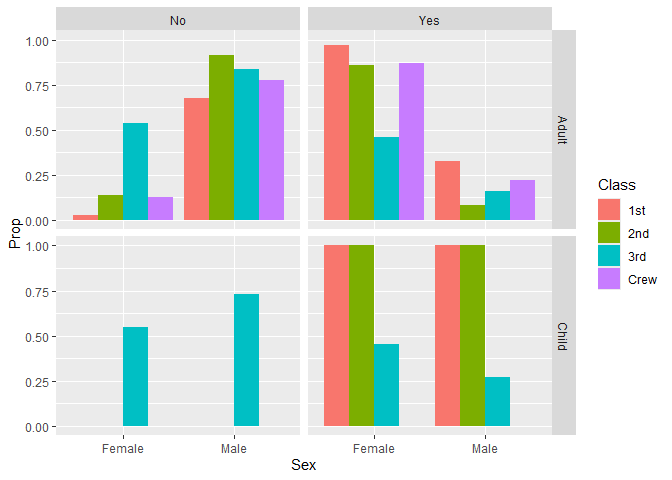 No Yes
1.00
0.75
0.50
0.25
0.00
Adult
1.00
0.75
0.50
0.25
0.00
Child
Prop
Female Male Female Male
Sex
Class
1st
2nd
3rd
Crew